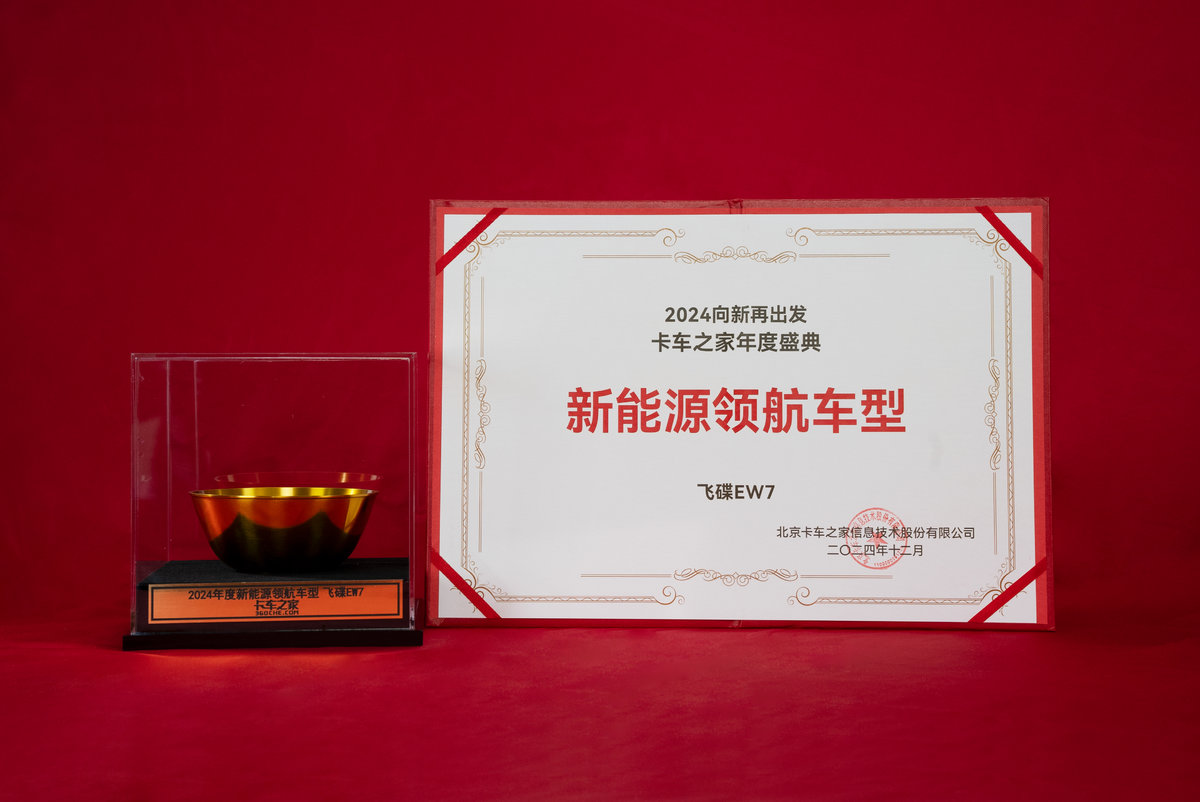 2024向新再出发
卡车之家年度盛典
新能源领航车型
飞碟EW7
北京卡车之家信息技术股份有限公司
二〇二四年十二月
2024年度新能源领航车型 飞碟EW7
卡车之家
360CHE.COM